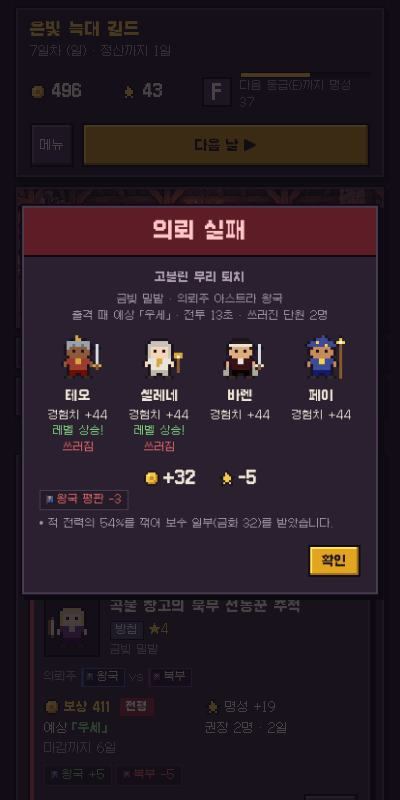 은빛 늑대 길드
7일차 (일) · 정산까지 1일
496
43
F
다음 등급(E)까지 명성
37
메뉴
다음 날 ▶
의뢰 실패
고블린 무리 퇴치
금빛 밀밭 · 의뢰주 아스트라 왕국
출격 때 예상 「우세」 · 전투 13초 · 쓰러진 단원 2명
테오 실레네 바렌 페이
경험치 +44 경험치 +44 경험치 +44 경험치 +44
레벨 상승! 레벨 상승!
쓰러짐 쓰러짐
+32 -5
왕국 평판 -3
• 적 전력의 54%를 꺾어 보수 일부(금화 32)를 받았습니다.
확인
곡물 창고의 북부 선동꾼 추적
방첩 ★4
금빛 밀밭
의뢰주 왕국 vs 북부
보상 411 명성 +19
예상 「우세」 권장 2명 · 2일
마감까지 6일
왕국 +5 북부 -5